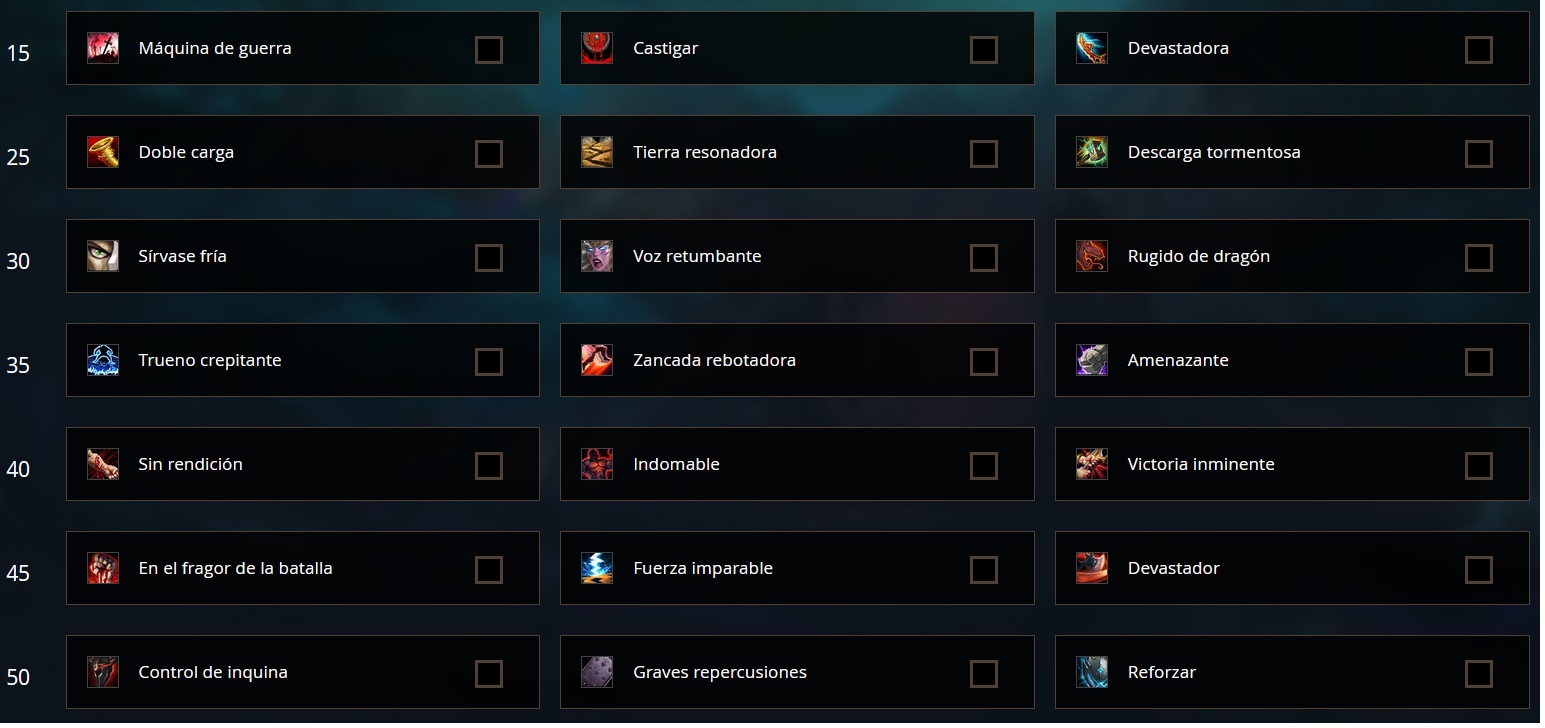 15 Máquina de guerra Castigar Devastadora
25 Doble carga Tierra resonadora Descarga tormentosa
30 Sírvase fría Voz retumbante Rugido de dragón
35 Trueno crepitante Zancada rebotadora Amenazante
40 Sin rendición Indomable Victoria inminente
45 En el fragor de la batalla Fuerza imparable Devastador
50 Control de inquina Graves repercusiones Reforzar